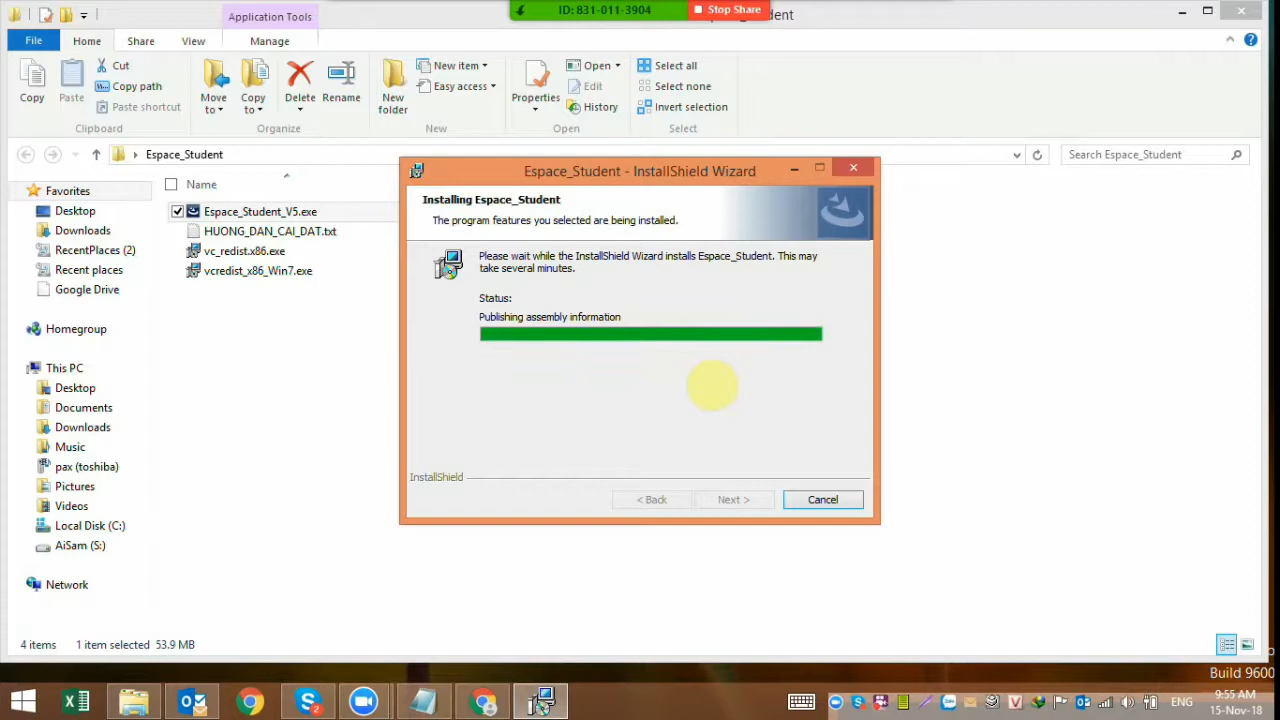 ID: 831-011-3904
Stop Share
Application Tools
File
Home
Share
View
Manage
Copy
Paste
Cut
Copy path
Paste shortcut
Move to
Copy to
Delete
Rename
New folder
New item
Easy access
Properties
Open
Edit
History
Select all
Select none
Invert selection
Clipboard
Organize
New
Open
Select
Espace_Student
Search Espace_Student
Favorites
Desktop
Downloads
RecentPlaces (2)
Recent places
Google Drive
Homegroup
This PC
Desktop
Documents
Downloads
Music
pax (toshiba)
Pictures
Videos
Local Disk (C:)
AiSam (S:)
Network
Name
Espace_Student_V5.exe
HUONG_DAN_CAI_DAT.txt
vc_redist.x86.exe
vcredist_x86_Win7.exe
Espace_Student - InstallShield Wizard
Installing Espace_Student
The program features you selected are being installed.
Please wait while the InstallShield Wizard installs Espace_Student. This may
take several minutes.
Status:
Publishing assembly information
InstallShield
< Back
Next >
Cancel
4 items
1 item selected 53.9 MB
Build 9600
ENG
9:55 AM
15-Nov-18